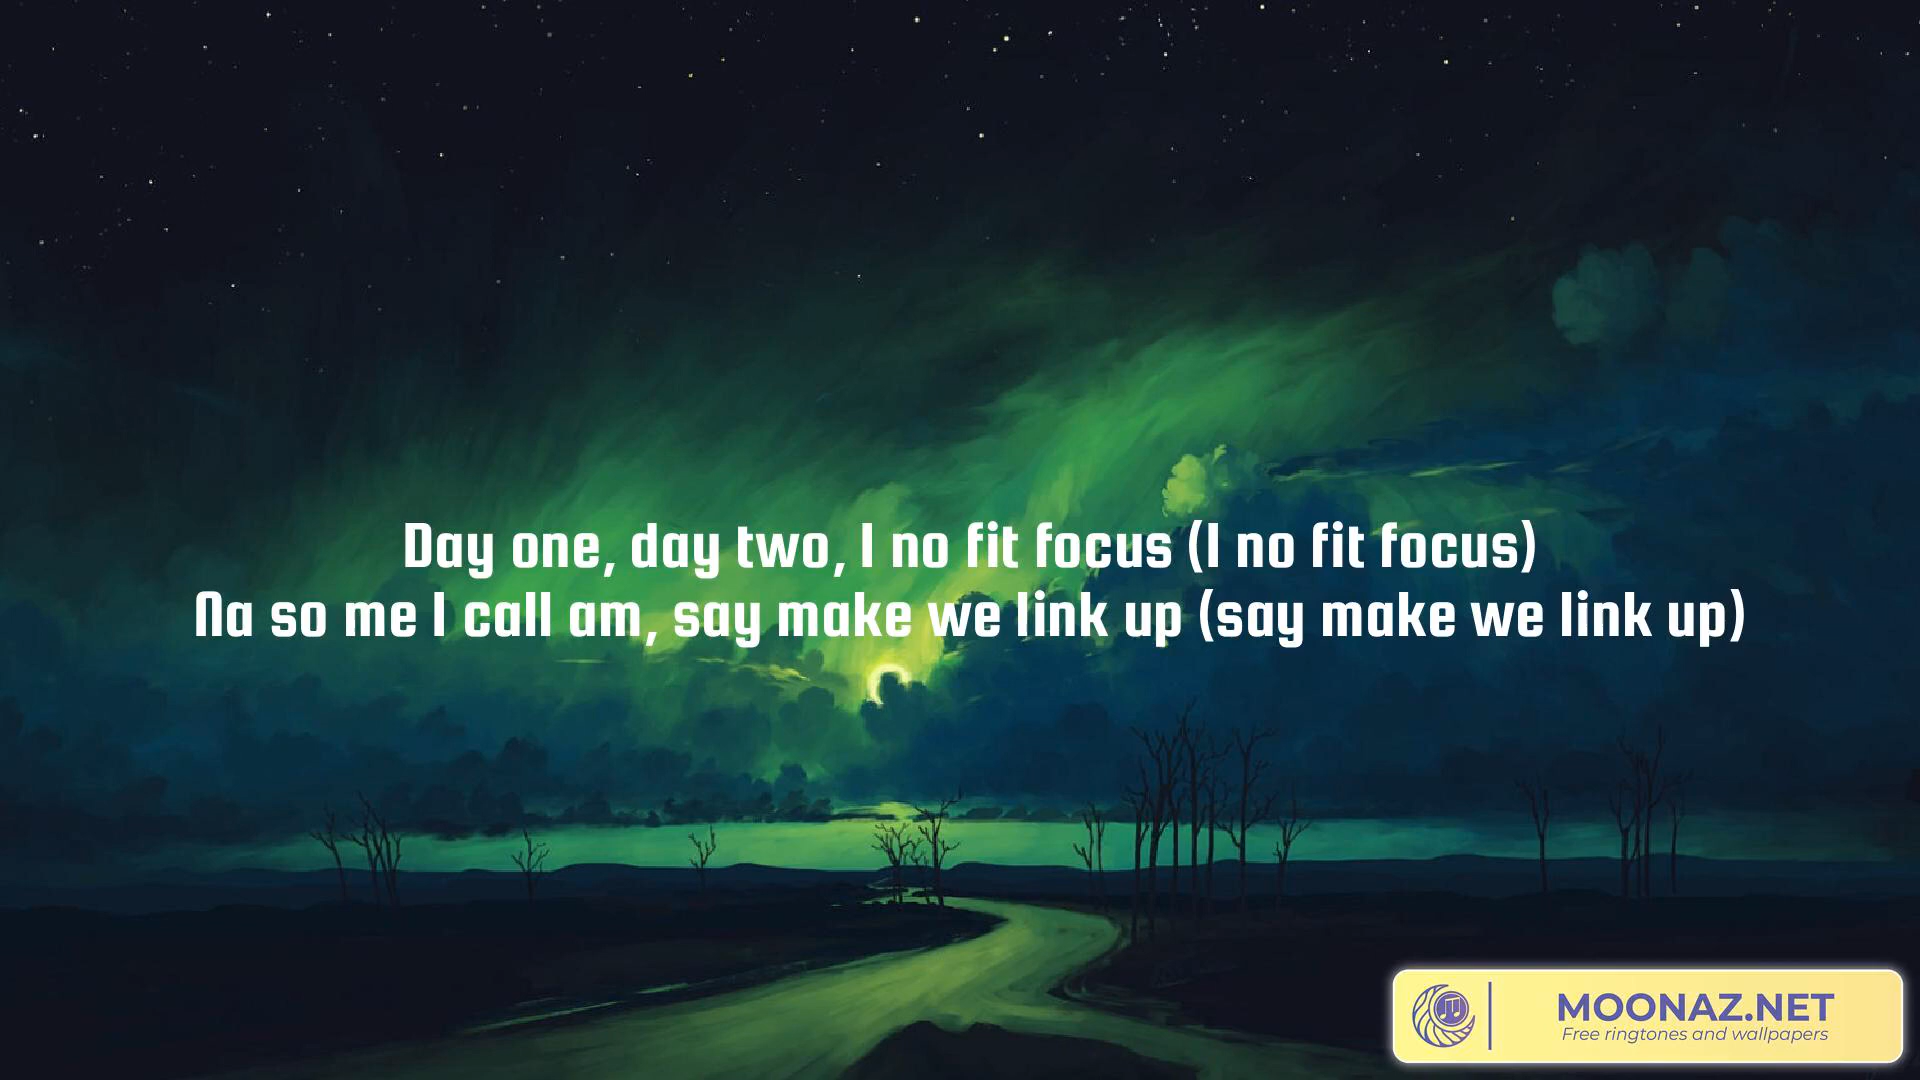 Day one, day two, I no fit focus (I no fit focus)
Na so me I call am, say make we link up (say make we link up)
MOONAZ.NET
Free ringtones and wallpapers